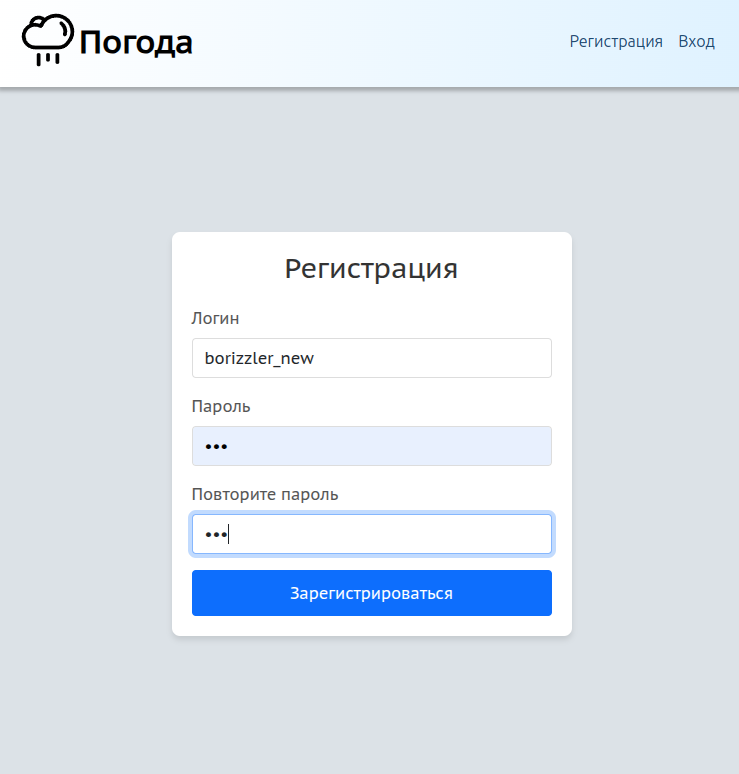 Погода
Регистрация Вход
Регистрация
Логин
borizzler_new
Пароль
•••
Повторите пароль
•••
Зарегистрироваться